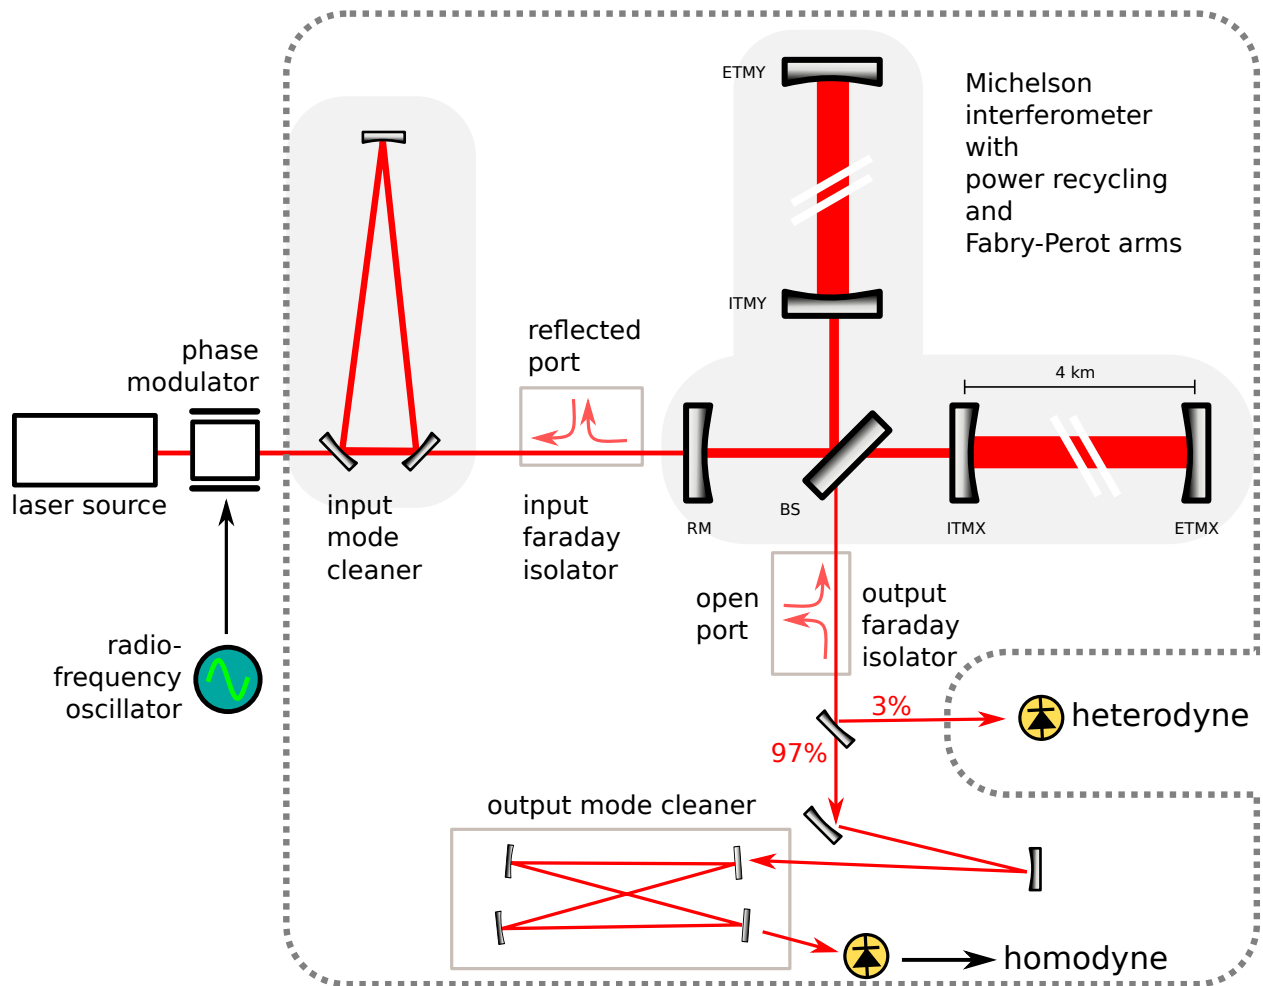 ETMY
Michelson
interferometer
with
power recycling
and
Fabry-Perot arms
ITMY
reflected
port
phase
modulator
4 km
laser source
input
mode
cleaner
input
faraday
isolator
RM
BS
ITMX
ETMX
open
port
output
faraday
isolator
radio-
frequency
oscillator
3%
heterodyne
97%
output mode cleaner
homodyne